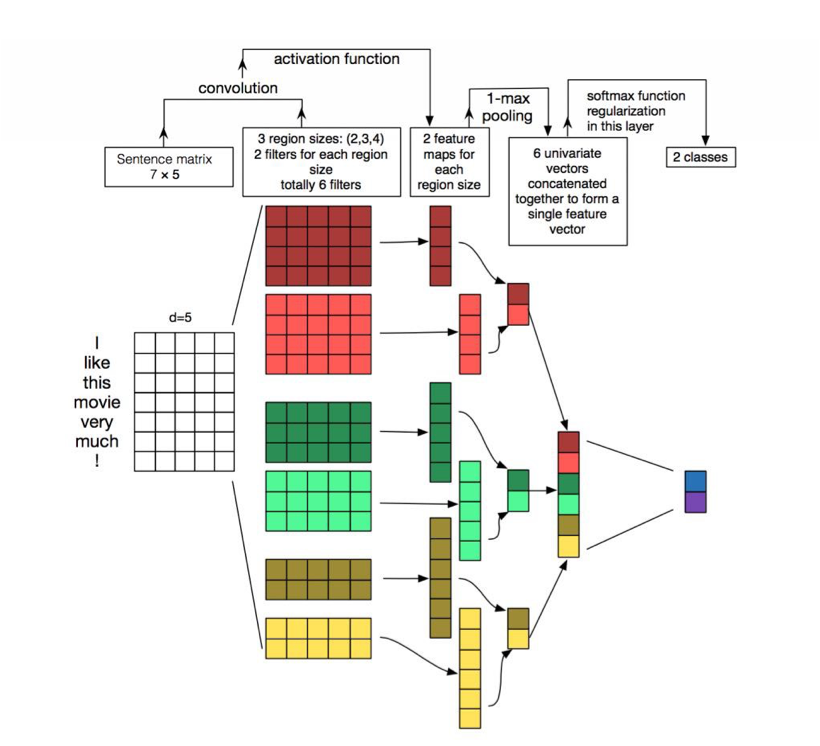 activation function
convolution
1-max
pooling
softmax function
regularization
in this layer
Sentence matrix
7 × 5
3 region sizes: (2,3,4)
2 filters for each region
size
totally 6 filters
2 feature
maps for
each
region size
6 univariate
vectors
concatenated
together to form a
single feature
vector
2 classes
d=5
I
like
this
movie
very
much
!